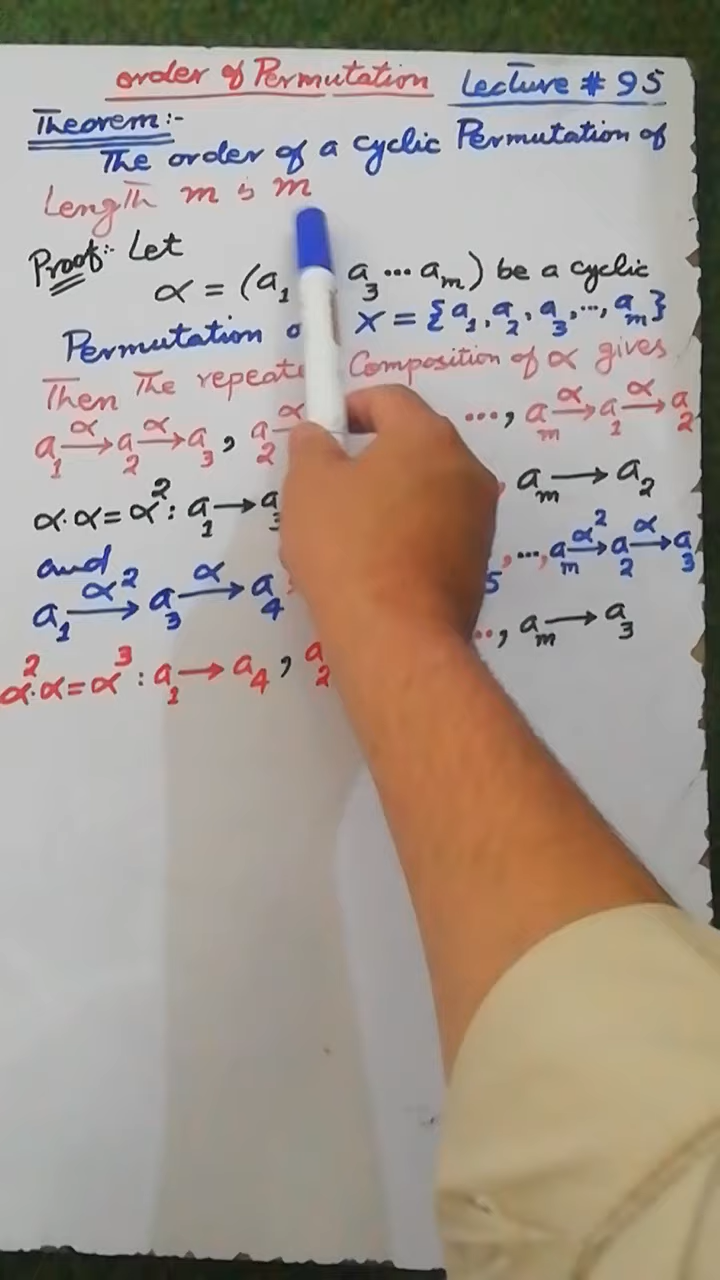 order of Permutation Lecture # 95
Theorem:-
The order of a cyclic Permutation of
Length m is m
Proof:- Let
α = (a₁ a₃ ... aₘ) be a cyclic
Permutation o X = {a₁, a₂, a₃, ..., aₘ}
Then The repeate Composition of α gives
a₁ –α→ a₂ –α→ a₃ , a₂ –α ..., aₘ –α→ a₁ –α→ a₂
α·α = α² : a₁ → a₃ , aₘ → a₂
and
a₁ –α²→ a₃ –α→ a₄ ₅, ..., aₘ –α²→ a₂ –α→ a₃
α²·α = α³ : a₁ → a₄ , a₂ .., aₘ → a₃